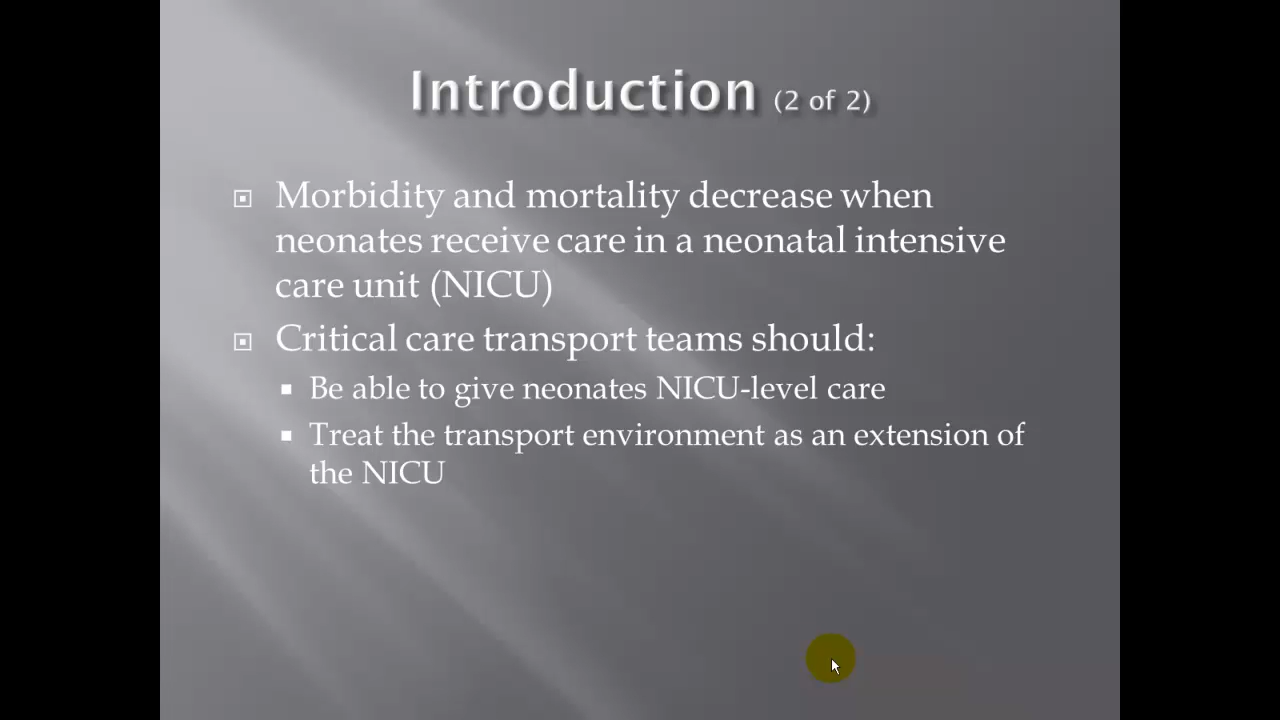 Introduction (2 of 2)
Morbidity and mortality decrease when
neonates receive care in a neonatal intensive
care unit (NICU)
Critical care transport teams should:
Be able to give neonates NICU-level care
Treat the transport environment as an extension of
the NICU